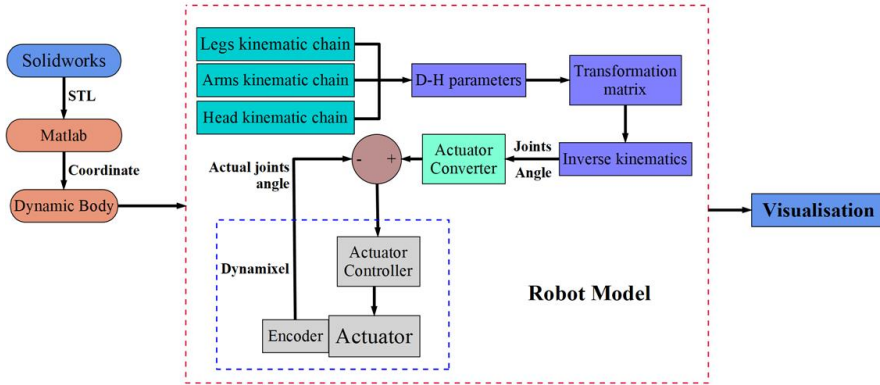 Solidworks
STL
Matlab
Coordinate
Dynamic Body
Legs kinematic chain
Arms kinematic chain
Head kinematic chain
D-H parameters
Transformation
matrix
Inverse kinematics
Joints
Angle
Actuator
Converter
- +
Actual joints
angle
Dynamixel
Actuator
Controller
Encoder
Actuator
Robot Model
Visualisation